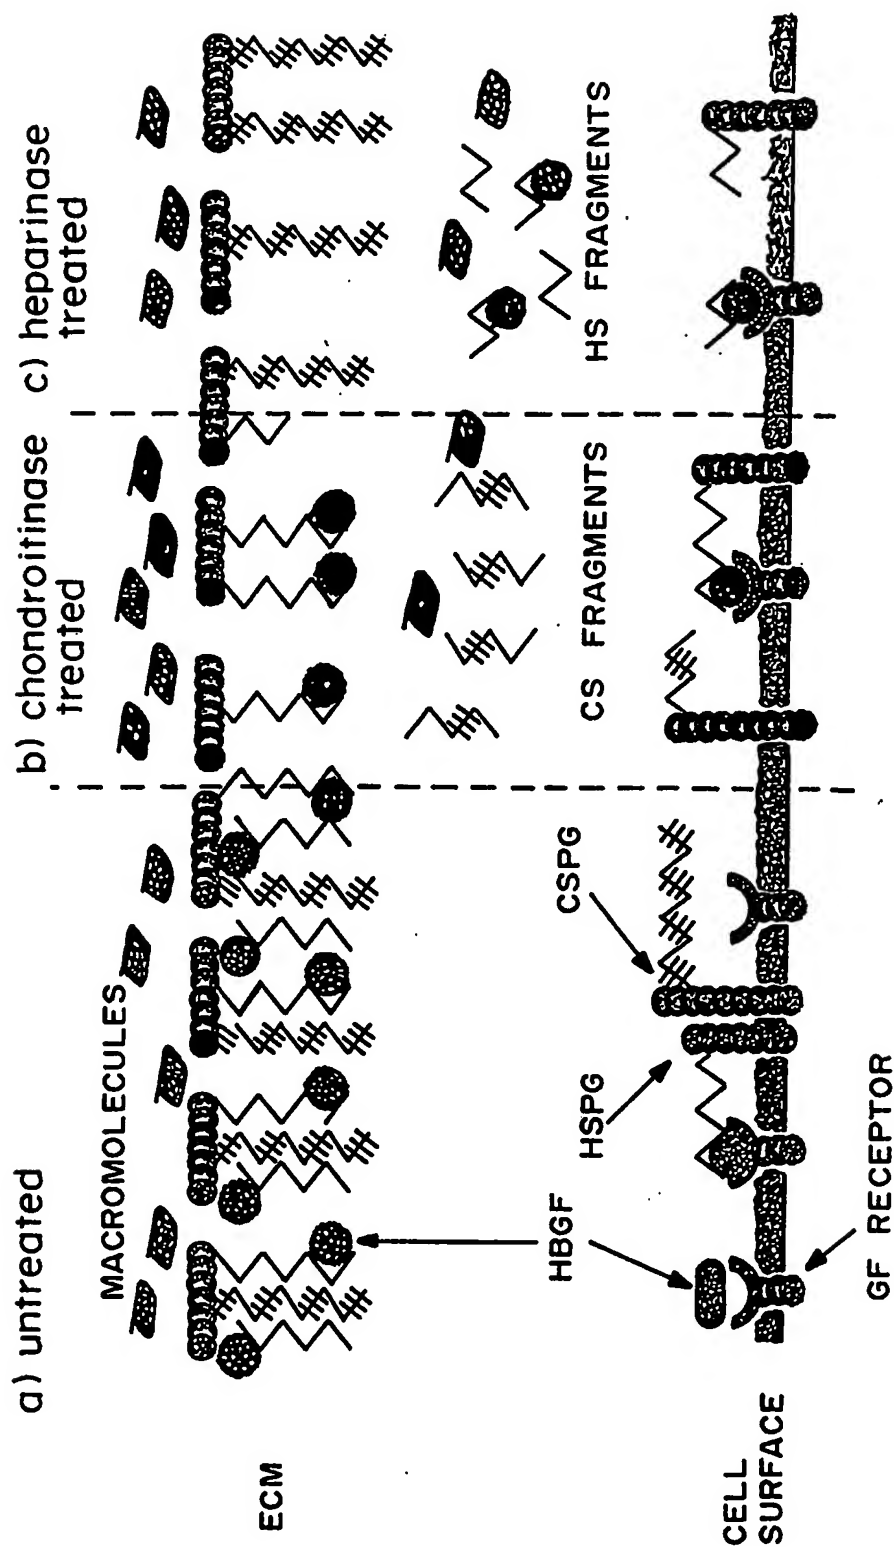 a) untreated
b) chondroitinase
treated
c) heparinase
treated
MACROMOLECULES
ECM
CS FRAGMENTS
HS FRAGMENTS
HBGF
HSPG
CSPG
CELL
SURFACE
GF RECEPTOR